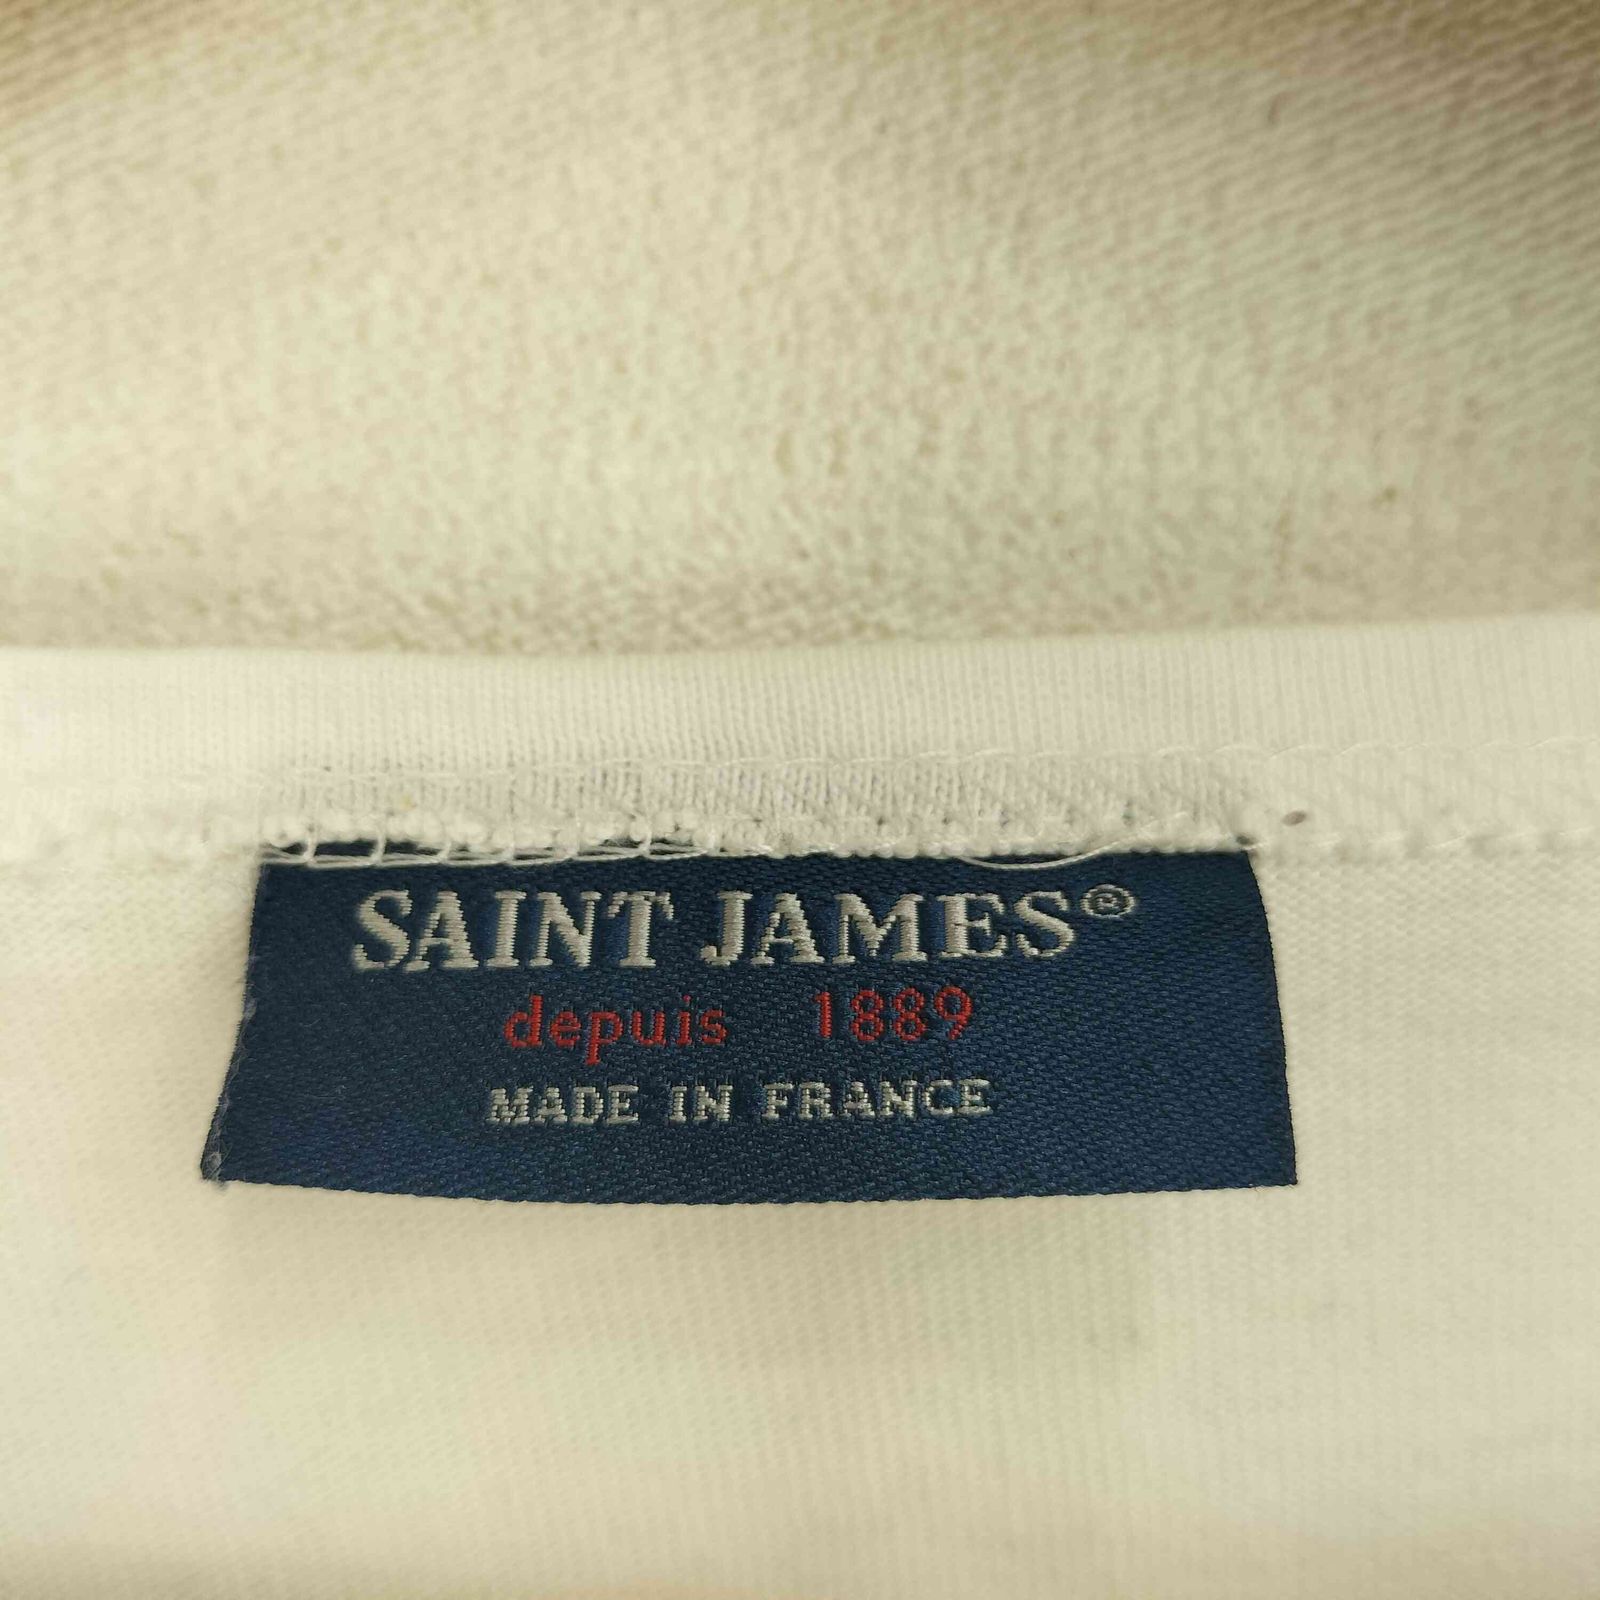 SAINT JAMES®
depuis 1889
MADE IN FRANCE